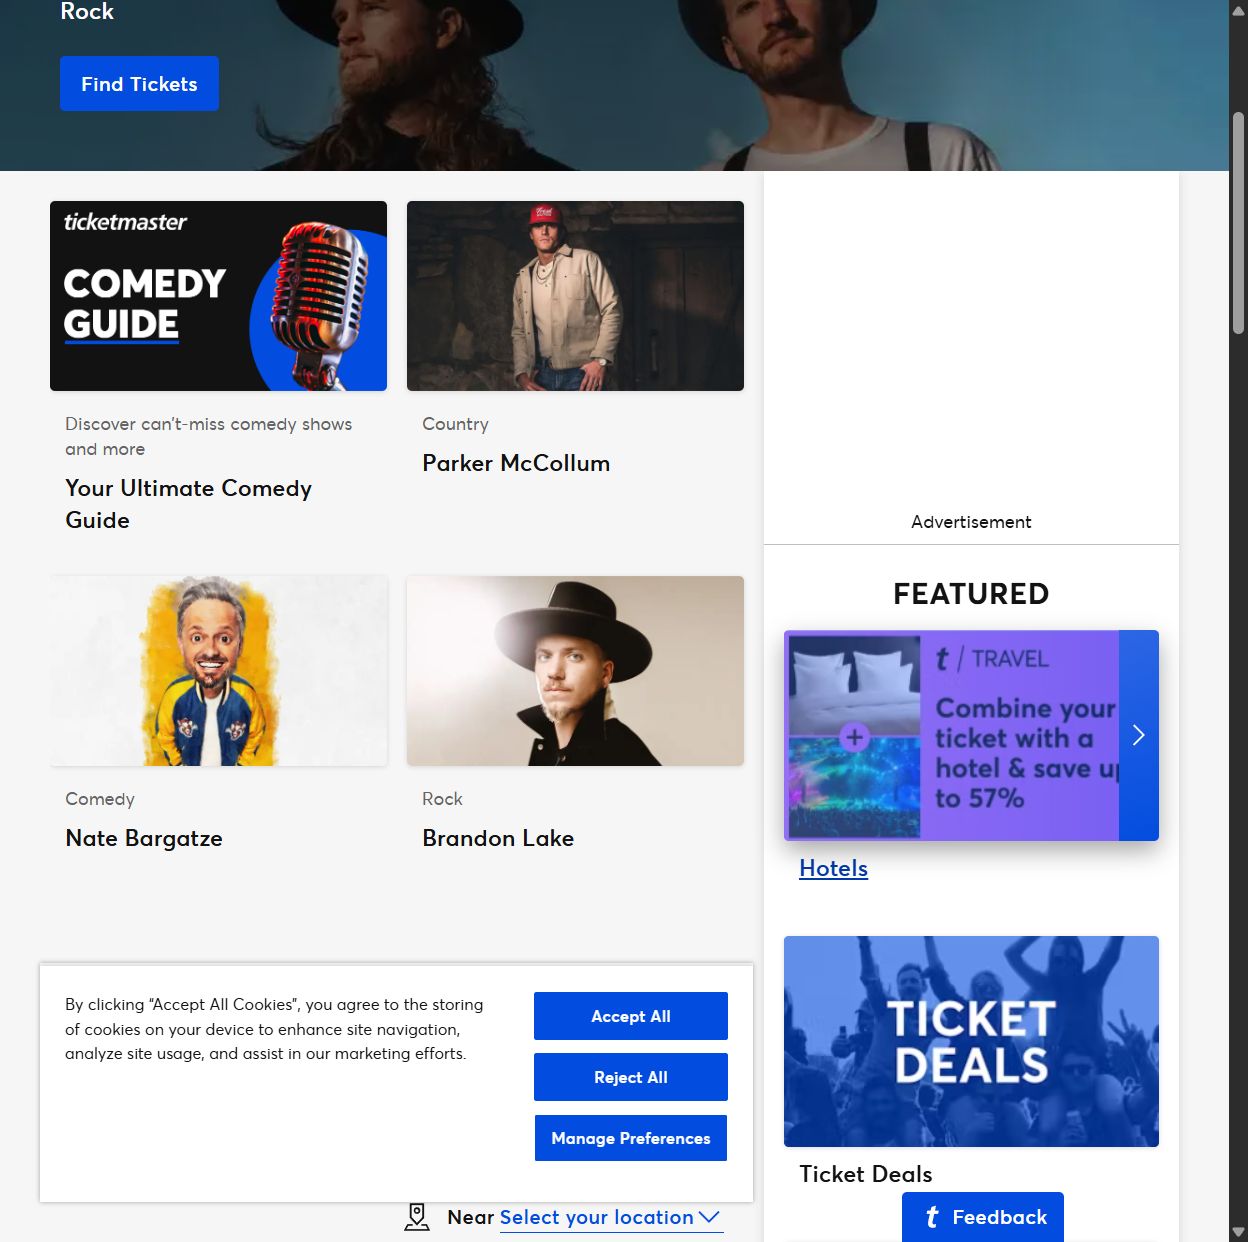 Rock
Find Tickets
ticketmaster
COMEDY
GUIDE
Discover can't-miss comedy shows
and more
Your Ultimate Comedy
Guide
Country
Parker McCollum
Comedy
Nate Bargatze
Rock
Brandon Lake
Advertisement
FEATURED
t / TRAVEL
Combine your
ticket with a
hotel & save up
to 57%
Hotels
TICKET
DEALS
Ticket Deals
By clicking “Accept All Cookies”, you agree to the storing
of cookies on your device to enhance site navigation,
analyze site usage, and assist in our marketing efforts.
Accept All
Reject All
Manage Preferences
Near Select your location
t Feedback